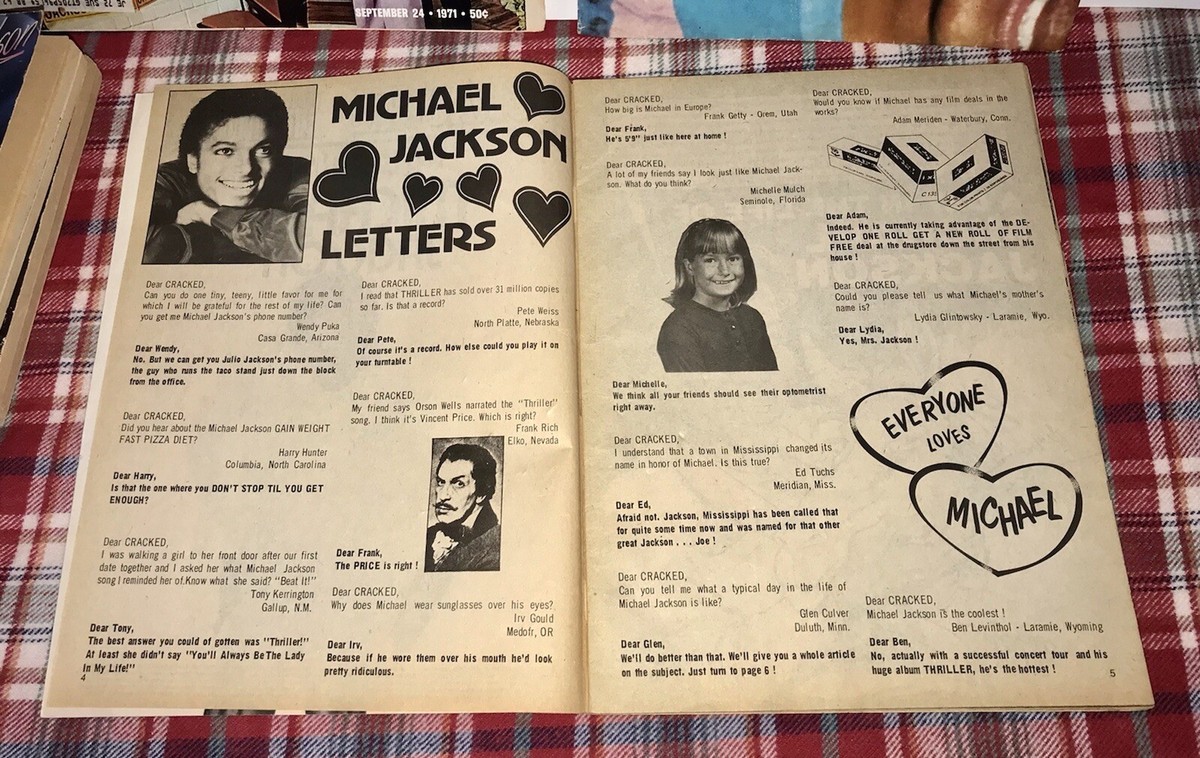 SEPTEMBER 24 • 1971 • 50¢
MICHAEL
JACKSON
LETTERS
Dear CRACKED,
Can you do one tiny, teeny, little favor for me for
which I will be grateful for the rest of my life? Can
you get me Michael Jackson's phone number?
Wendy Puka
Casa Grande, Arizona
Dear Wendy,
No. But we can get you Julio Jackson's phone number,
the guy who runs the taco stand just down the block
from the office.
Dear CRACKED,
Did you hear about the Michael Jackson GAIN WEIGHT
FAST PIZZA DIET?
Harry Hunter
Columbia, North Carolina
Dear Harry,
Is that the one where you DON'T STOP TIL YOU GET
ENOUGH?
Dear CRACKED,
I was walking a girl to her front door after our first
date together and I asked her what Michael Jackson
song I reminded her of.Know what she said? "Beat It!"
Tony Kerrington
Gallup, N.M.
Dear Tony,
The best answer you could of gotten was "Thriller!"
At least she didn't say "You'll Always Be The Lady
In My Life!"
4
Dear CRACKED,
I read that THRILLER has sold over 31 million copies
so far. Is that a record?
Pete Weiss
North Platte, Nebraska
Dear Pete,
Of course it's a record. How else could you play it on
your turntable !
Dear CRACKED,
My friend says Orson Wells narrated the "Thriller"
song. I think it's Vincent Price. Which is right?
Frank Rich
Elko, Nevada
Dear Frank,
The PRICE is right !
Dear CRACKED,
Why does Michael wear sunglasses over his eyes?
Irv Gould
Medofr, OR
Dear Irv,
Because if he wore them over his mouth he'd look
pretty ridiculous.
Dear CRACKED,
How big is Michael in Europe?
Frank Getty - Orem, Utah
Dear Frank,
He's 5'9" just like here at home !
Dear CRACKED,
A lot of my friends say I look just like Michael Jack-
son. What do you think?
Michelle Mulch
Seminole, Florida
Dear Michelle,
We think all your friends should see their optometrist
right away.
Dear CRACKED,
I understand that a town in Mississippi changed its
name in honor of Michael. Is this true?
Ed Tuchs
Meridian, Miss.
Dear Ed,
Afraid not. Jackson, Mississippi has been called that
for quite some time now and was named for that other
great Jackson . . . Joe !
Dear CRACKED,
Can you tell me what a typical day in the life of
Michael Jackson is like?
Glen Culver
Duluth, Minn.
Dear Glen,
We'll do better than that. We'll give you a whole article
on the subject. Just turn to page 6 !
Dear CRACKED,
Would you know if Michael has any film deals in the
works?
Adam Meriden - Waterbury, Conn.
Dear Adam,
Indeed. He is currently taking advantage of the DE-
VELOP ONE ROLL GET A NEW ROLL OF FILM
FREE deal at the drugstore down the street from his
house !
Dear CRACKED,
Could you please tell us what Michael's mother's
name is?
Lydia Glintowsky - Laramie, Wyo.
Dear Lydia,
Yes, Mrs. Jackson !
EVERYONE
LOVES
MICHAEL
Dear CRACKED,
Michael Jackson is the coolest !
Ben Levinthol - Laramie, Wyoming
Dear Ben,
No, actually with a successful concert tour and his
huge album THRILLER, he's the hottest !
5